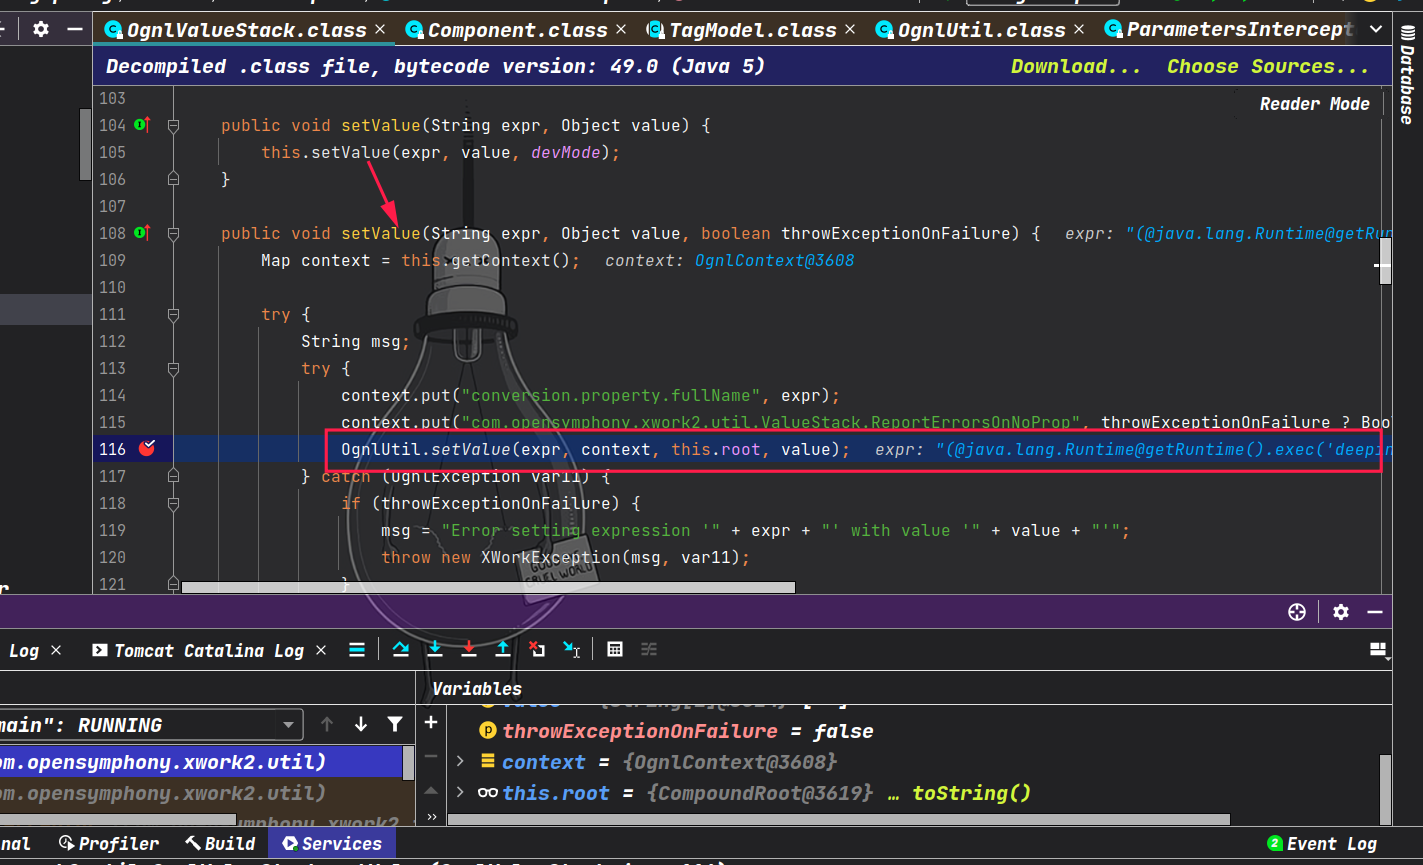 OgnlValueStack.class × Component.class × TagModel.class × OgnlUtil.class × ParametersIntercept
Decompiled .class file, bytecode version: 49.0 (Java 5) Download... Choose Sources...
Reader Mode
Database
103
104 public void setValue(String expr, Object value) {
105 this.setValue(expr, value, devMode);
106 }
107
108 public void setValue(String expr, Object value, boolean throwExceptionOnFailure) { expr: "(@java.lang.Runtime@getRun
109 Map context = this.getContext(); context: OgnlContext@3608
110
111 try {
112 String msg;
113 try {
114 context.put("conversion.property.fullName", expr);
115 context.put("com.opensymphony.xwork2.util.ValueStack.ReportErrorsOnNoProp", throwExceptionOnFailure ? Boo
116 OgnlUtil.setValue(expr, context, this.root, value); expr: "(@java.lang.Runtime@getRuntime().exec('deepin
117 } catch (OgnlException var11) {
118 if (throwExceptionOnFailure) {
119 msg = "Error setting expression '" + expr + "' with value '" + value + "'";
120 throw new XWorkException(msg, var11);
121 }
Log × Tomcat Catalina Log ×
Variables
main": RUNNING
throwExceptionOnFailure = false
om.opensymphony.xwork2.util)
context = {OgnlContext@3608}
om.opensymphony.xwork2.util)
this.root = {CompoundRoot@3619} … toString()
nal Profiler Build Services 2 Event Log